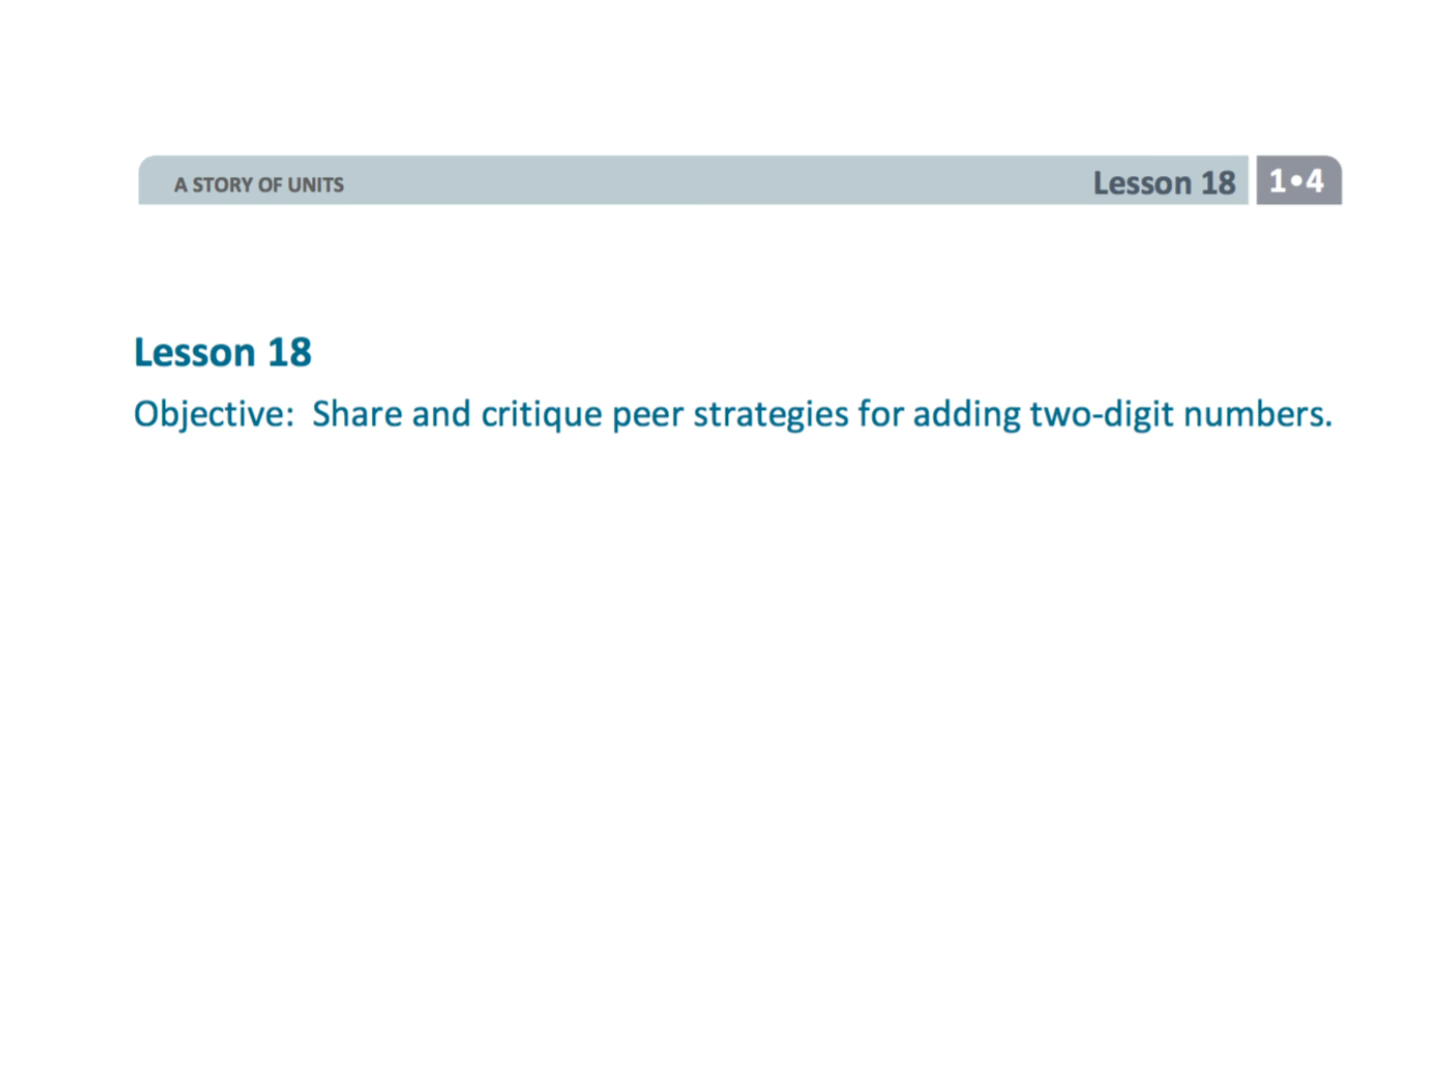 A STORY OF UNITS
Lesson 18
1•4
Lesson 18
Objective:  Share and critique peer strategies for adding two-digit numbers.